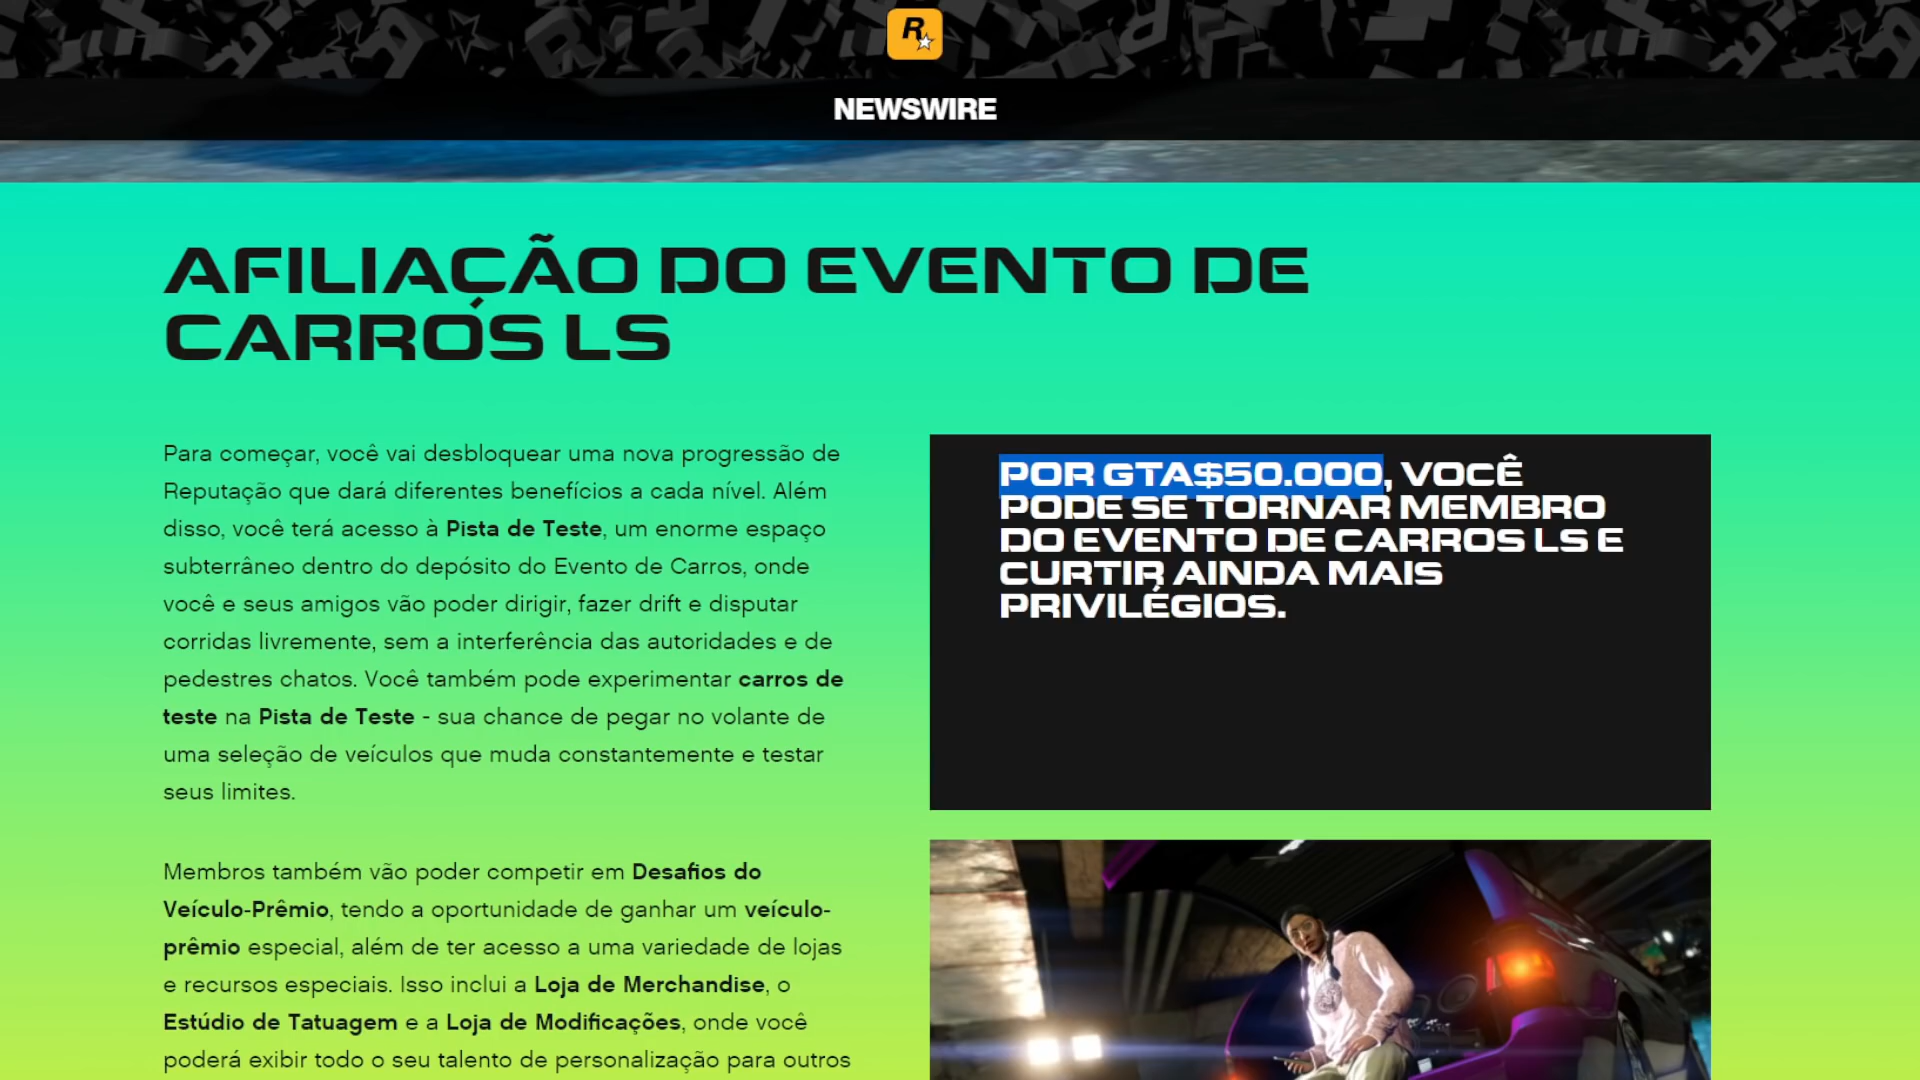 R
NEWSWIRE
AFILIAÇÃO DO EVENTO DE
CARROS LS
Para começar, você vai desbloquear uma nova progressão de
Reputação que dará diferentes benefícios a cada nível. Além
disso, você terá acesso à Pista de Teste, um enorme espaço
subterrâneo dentro do depósito do Evento de Carros, onde
você e seus amigos vão poder dirigir, fazer drift e disputar
corridas livremente, sem a interferência das autoridades e de
pedestres chatos. Você também pode experimentar carros de
teste na Pista de Teste - sua chance de pegar no volante de
uma seleção de veículos que muda constantemente e testar
seus limites.
Membros também vão poder competir em Desafios do
Veículo-Prêmio, tendo a oportunidade de ganhar um veículo-
prêmio especial, além de ter acesso a uma variedade de lojas
e recursos especiais. Isso inclui a Loja de Merchandise, o
Estúdio de Tatuagem e a Loja de Modificações, onde você
poderá exibir todo o seu talento de personalização para outros
POR GTA$50.000, VOCÊ
PODE SE TORNAR MEMBRO
DO EVENTO DE CARROS LS E
CURTIR AINDA MAIS
PRIVILÉGIOS.